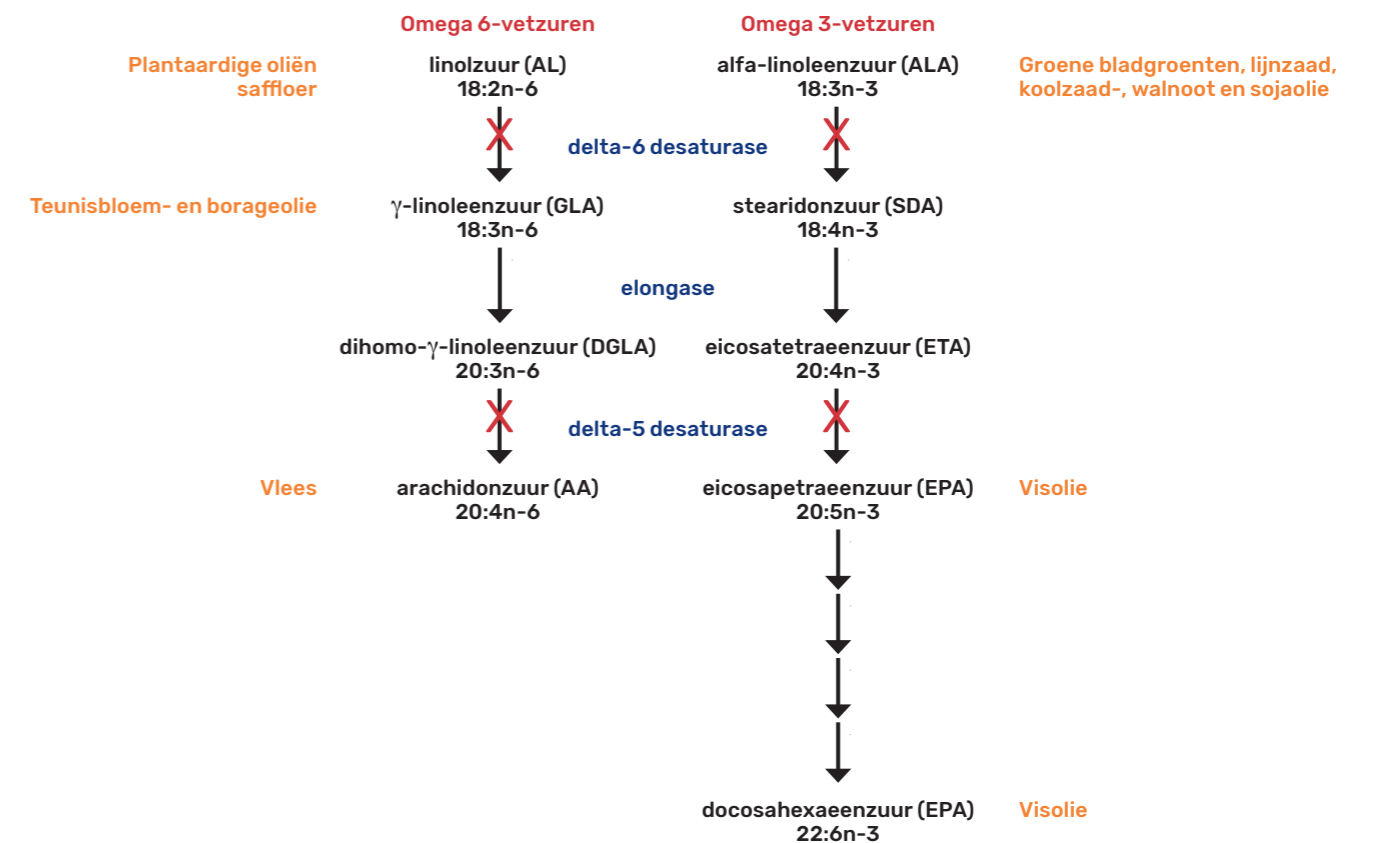 Omega 6-vetzuren
Omega 3-vetzuren
Plantaardige oliën
saffloer
linolzuur (AL)
18:2n-6
alfa-linoleenzuur (ALA)
18:3n-3
Groene bladgroenten, lijnzaad,
koolzaad-, walnoot en sojaolie
X
X
delta-6 desaturase
Teunisbloem- en borageolie
γ-linoleenzuur (GLA)
18:3n-6
stearidonzuur (SDA)
18:4n-3
elongase
dihomo-γ-linoleenzuur (DGLA)
20:3n-6
eicosatetraeenzuur (ETA)
20:4n-3
X
X
delta-5 desaturase
Vlees
arachidonzuur (AA)
20:4n-6
eicosapetraeenzuur (EPA)
20:5n-3
Visolie
docosahexaeenzuur (EPA)
22:6n-3
Visolie